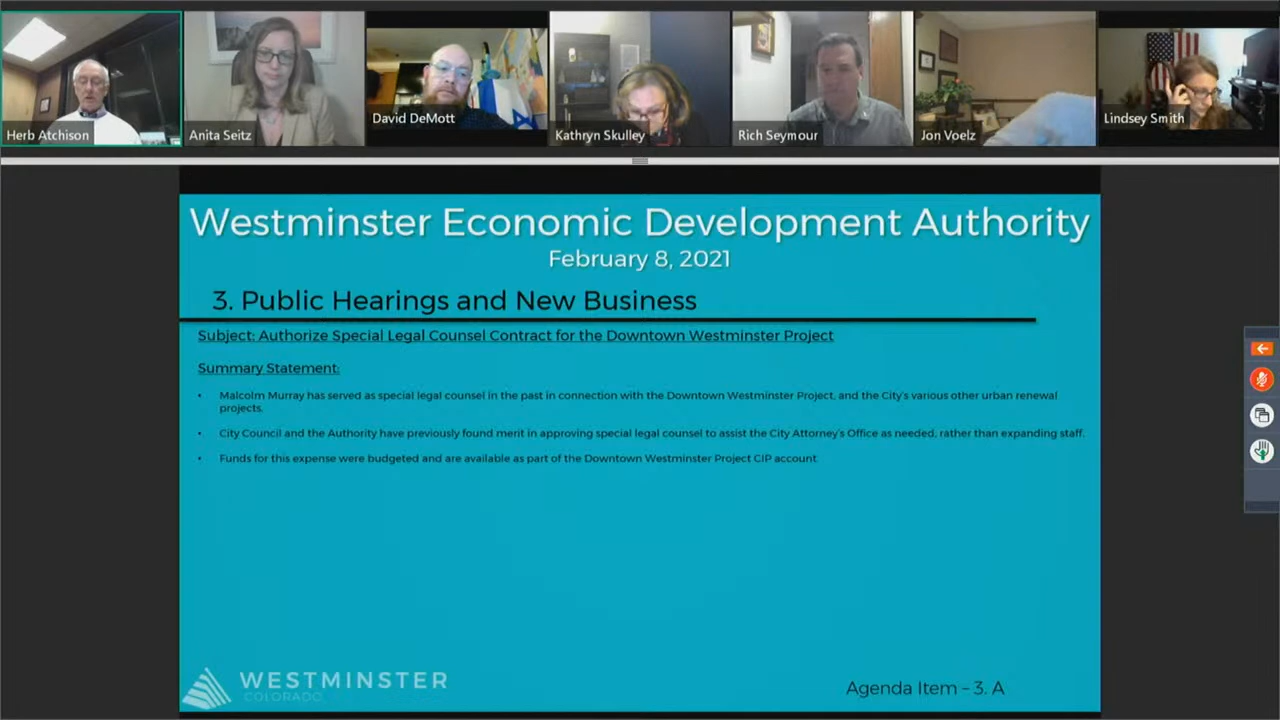 Herb Atchison
Anita Seitz
David DeMott
Kathryn Skulley
Rich Seymour
Jon Voelz
Lindsey Smith
Westminster Economic Development Authority
February 8, 2021
3. Public Hearings and New Business
Subject: Authorize Special Legal Counsel Contract for the Downtown Westminster Project
Summary Statement:
• Malcolm Murray has served as special legal counsel in the past in connection with the Downtown Westminster Project, and the City's various other urban renewal
projects.
• City Council and the Authority have previously found merit in approving special legal counsel to assist the City Attorney's Office as needed, rather than expanding staff.
• Funds for this expense were budgeted and are available as part of the Downtown Westminster Project CIP account.
WESTMINSTER
COLORADO
Agenda Item – 3. A